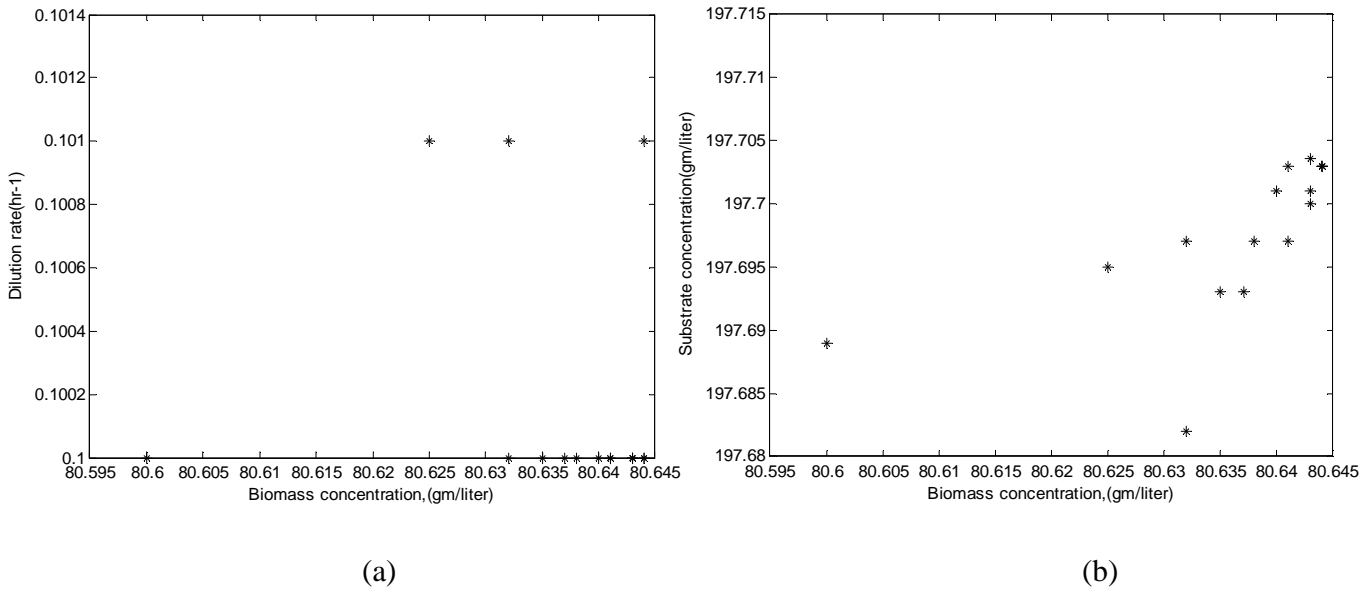 0.1014
0.1012
0.101
0.1008
0.1006
0.1004
0.1002
0.1
Dilution rate(hr-1)
80.595 80.6 80.605 80.61 80.615 80.62 80.625 80.63 80.635 80.64 80.645
Biomass concentration,(gm/liter)
(a)
197.715
197.71
197.705
197.7
197.695
197.69
197.685
197.68
Substrate concentration(gm/liter)
80.595 80.6 80.605 80.61 80.615 80.62 80.625 80.63 80.635 80.64 80.645
Biomass concentration,(gm/liter)
(b)